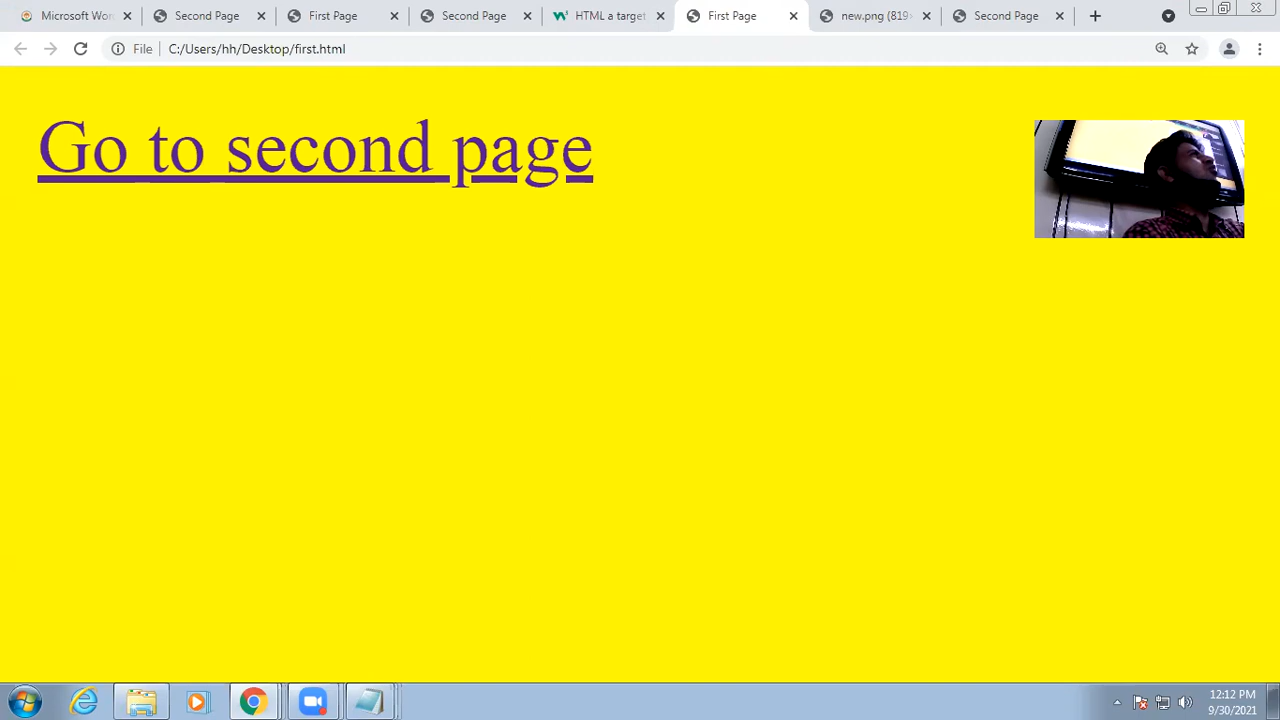 Microsoft Wor
Second Page
First Page
Second Page
HTML a target
First Page
new.png (819
Second Page
File
C:/Users/hh/Desktop/first.html
Go to second page
12:12 PM
9/30/2021